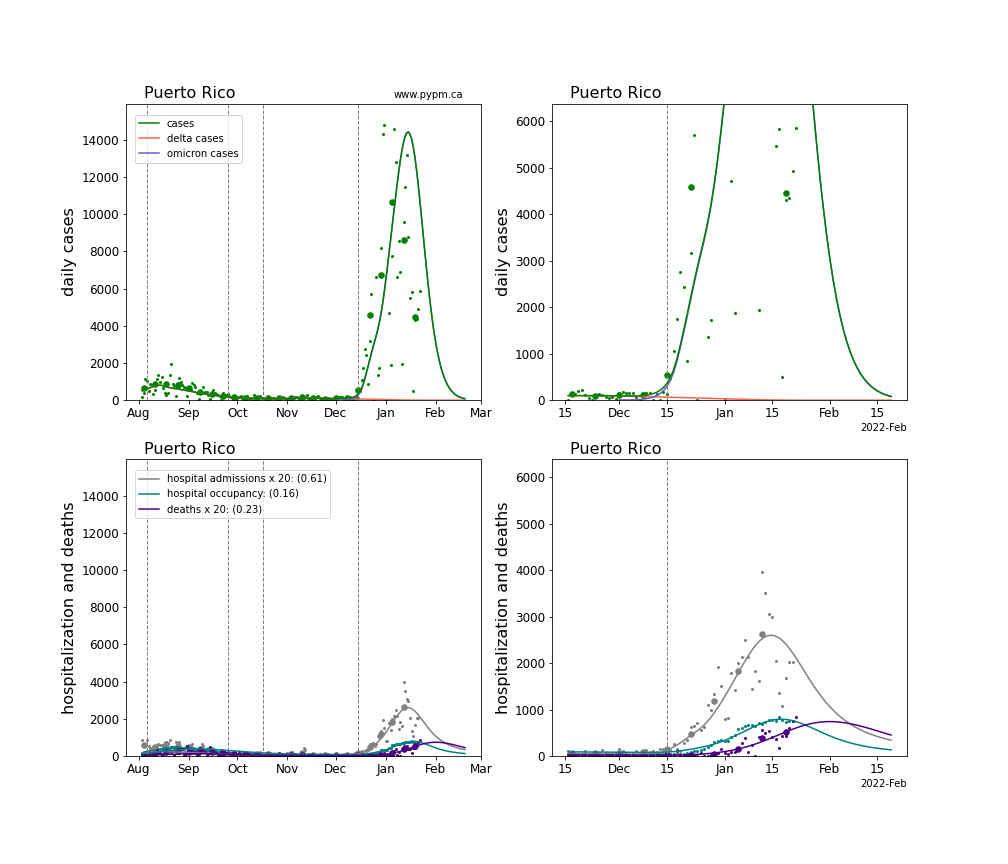 Puerto Rico
www.pypm.ca
daily cases
14000
12000
10000
8000
6000
4000
2000
0
cases
delta cases
omicron cases
Aug Sep Oct Nov Dec Jan Feb Mar
Puerto Rico
daily cases
6000
5000
4000
3000
2000
1000
0
15 Dec 15 Jan 15 Feb 15
2022-Feb
Puerto Rico
hospitalization and deaths
14000
12000
10000
8000
6000
4000
2000
0
hospital admissions x 20: (0.61)
hospital occupancy: (0.16)
deaths x 20: (0.23)
Aug Sep Oct Nov Dec Jan Feb Mar
Puerto Rico
hospitalization and deaths
6000
5000
4000
3000
2000
1000
0
15 Dec 15 Jan 15 Feb 15
2022-Feb